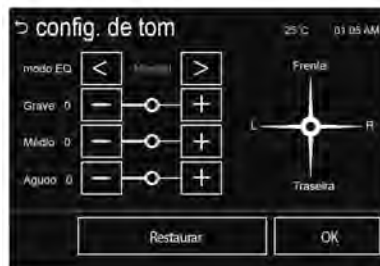 config. de tom 25°C 01:05 AM
modo EQ < Manual >
Frente
Grave 0 - +
L R
Médio 0 - +
Agudo 0 - +
Traseira
Restaurar OK